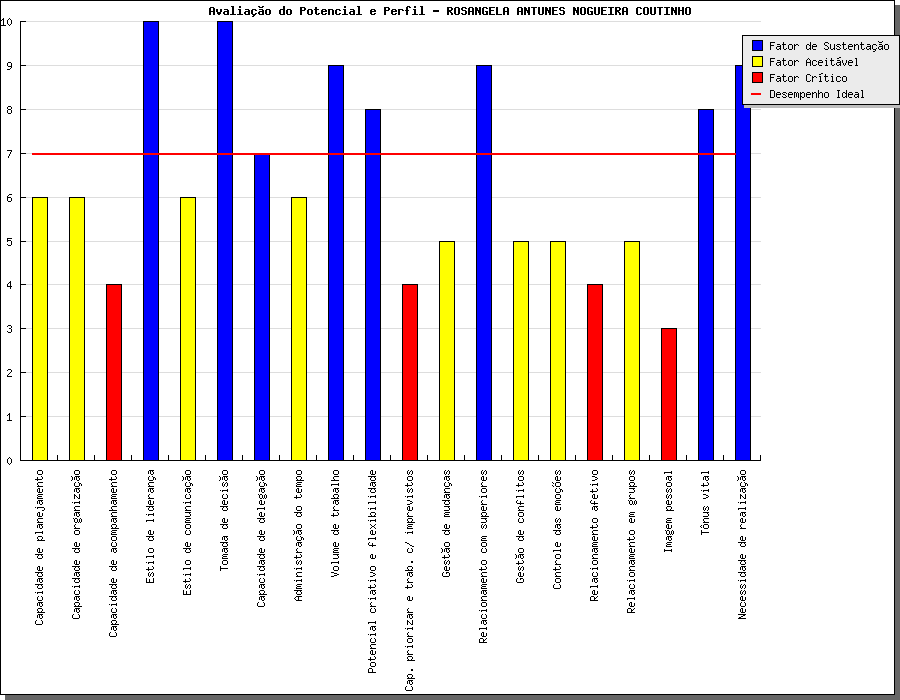 Avaliação do Potencial e Perfil - ROSANGELA ANTUNES NOGUEIRA COUTINHO
Fator de Sustentação
Fator Aceitável
Fator Crítico
Desempenho Ideal
10
9
8
7
6
5
4
3
2
1
0
Capacidade de planejamento
Capacidade de organização
Capacidade de acompanhamento
Estilo de liderança
Estilo de comunicação
Tomada de decisão
Capacidade de delegação
Administração do tempo
Volume de trabalho
Potencial criativo e flexibilidade
Cap. priorizar e trab. c/ imprevistos
Gestão de mudanças
Relacionamento com superiores
Gestão de conflitos
Controle das emoções
Relacionamento afetivo
Relacionamento em grupos
Imagem pessoal
Tônus vital
Necessidade de realização